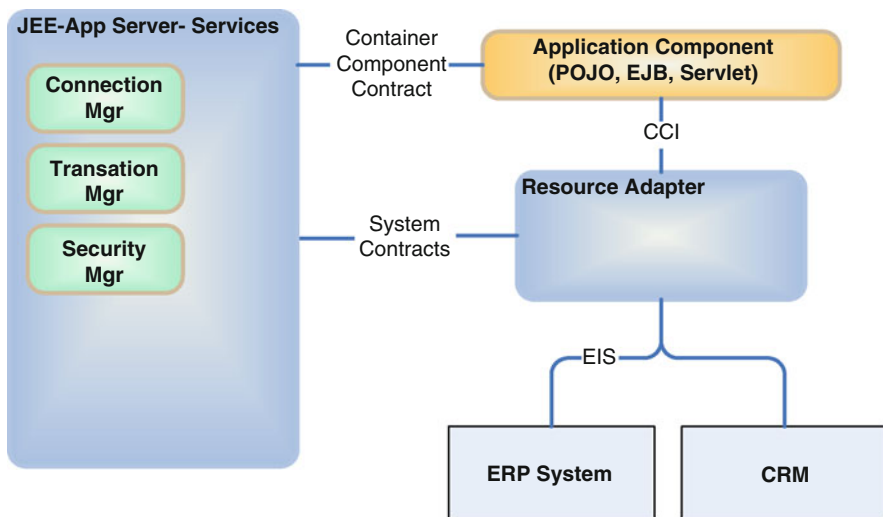 JEE-App Server- Services
Connection
Mgr
Transation
Mgr
Security
Mgr
Container
Component
Contract
Application Component
(POJO, EJB, Servlet)
CCI
Resource Adapter
System
Contracts
EIS
ERP System
CRM